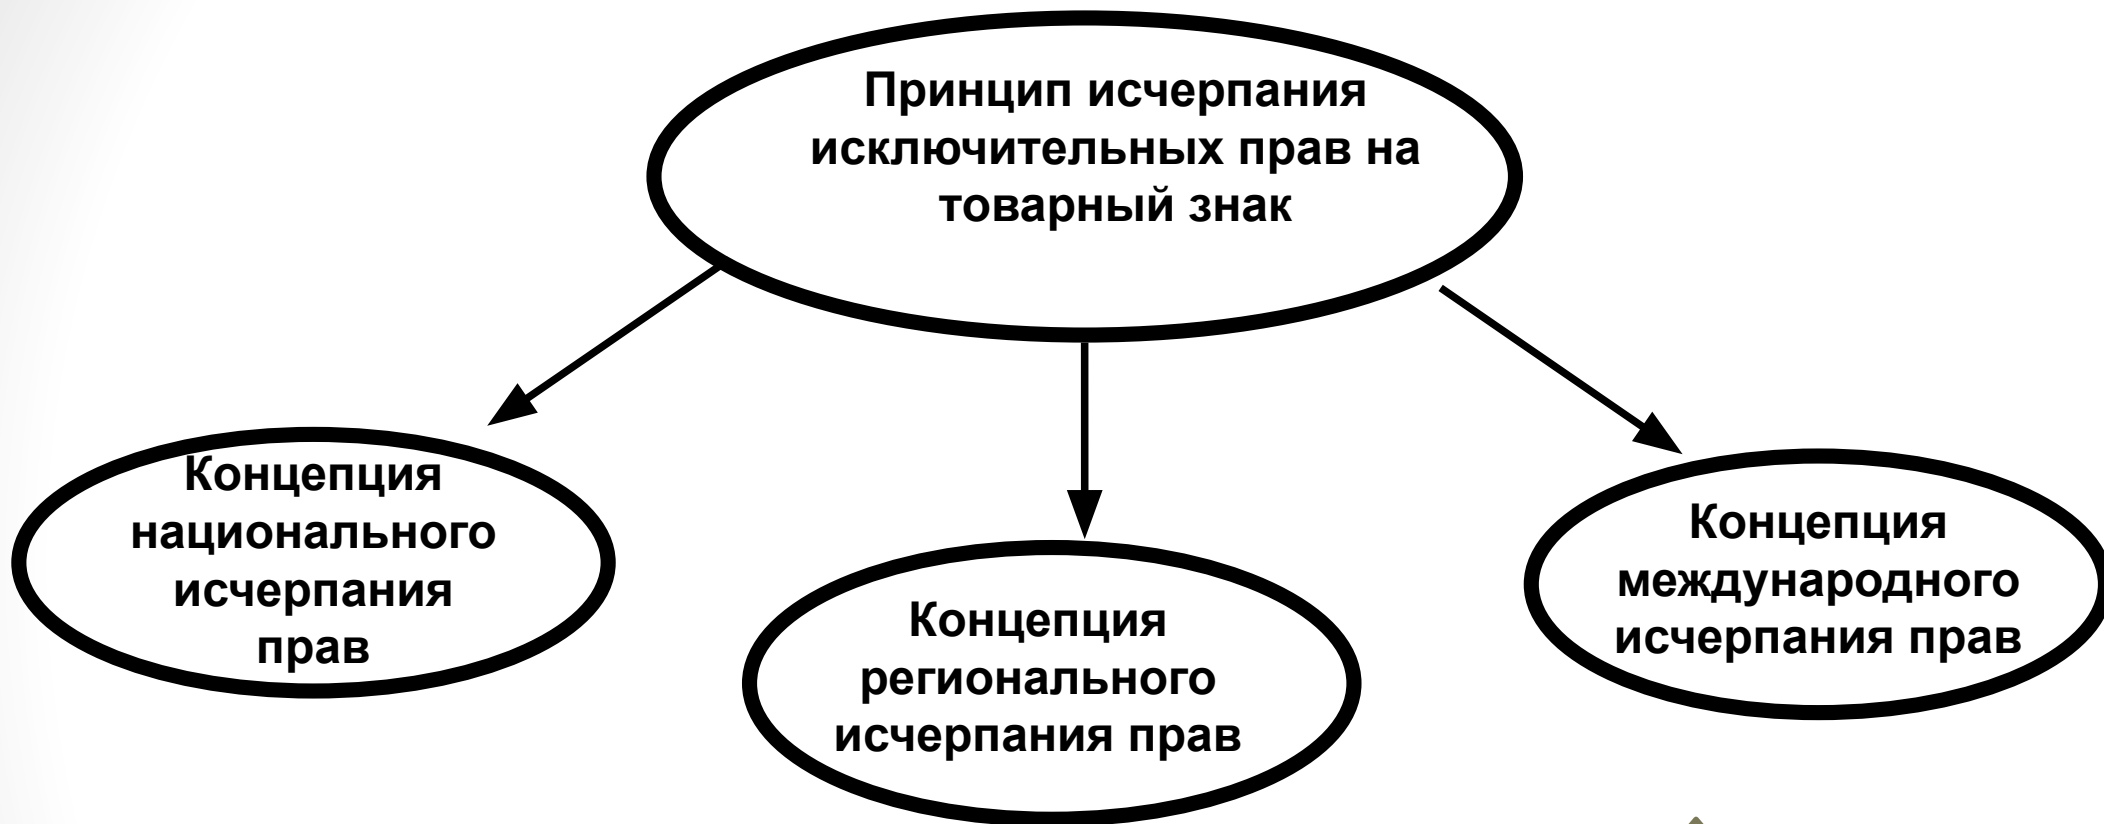 Принцип исчерпания
исключительных прав на
товарный знак
Концепция
национального
исчерпания
прав
Концепция
регионального
исчерпания прав
Концепция
международного
исчерпания прав